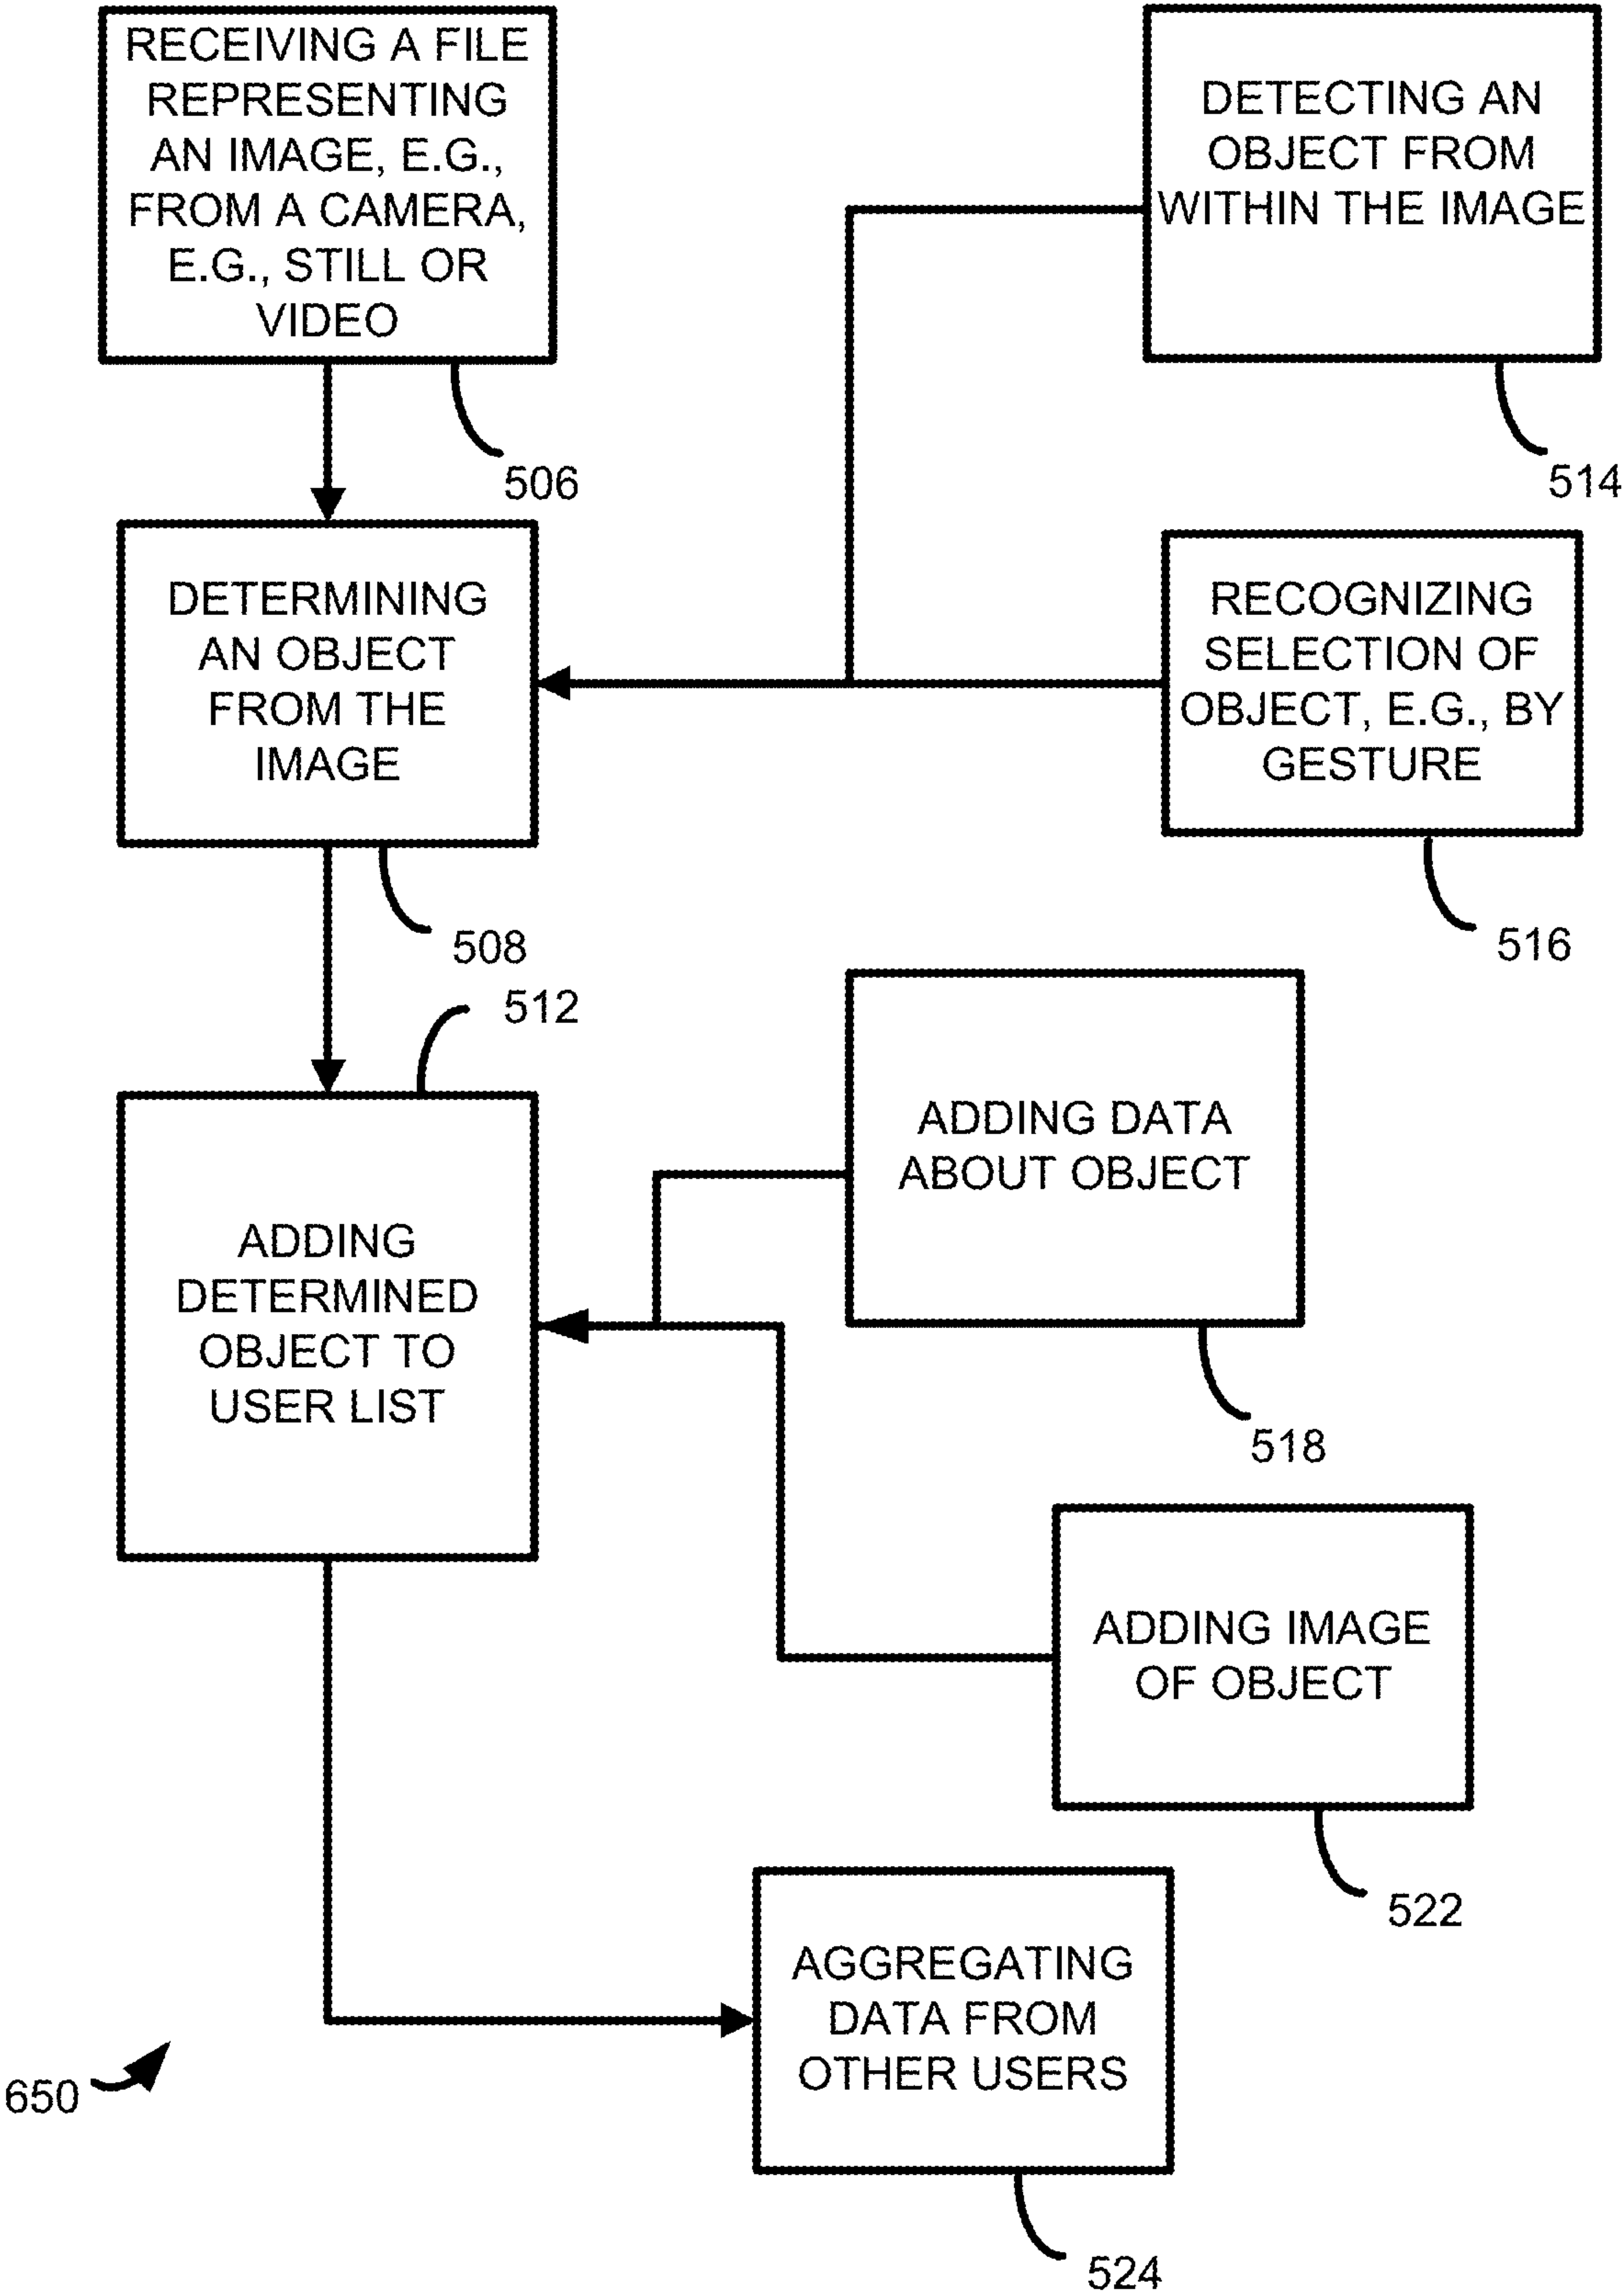 RECEIVING A FILE
REPRESENTING
AN IMAGE, E.G.,
FROM A CAMERA,
E.G., STILL OR
VIDEO
506
DETECTING AN
OBJECT FROM
WITHIN THE IMAGE
514
DETERMINING
AN OBJECT
FROM THE
IMAGE
508
RECOGNIZING
SELECTION OF
OBJECT, E.G., BY
GESTURE
516
512
ADDING
DETERMINED
OBJECT TO
USER LIST
ADDING DATA
ABOUT OBJECT
518
ADDING IMAGE
OF OBJECT
522
AGGREGATING
DATA FROM
OTHER USERS
524
650